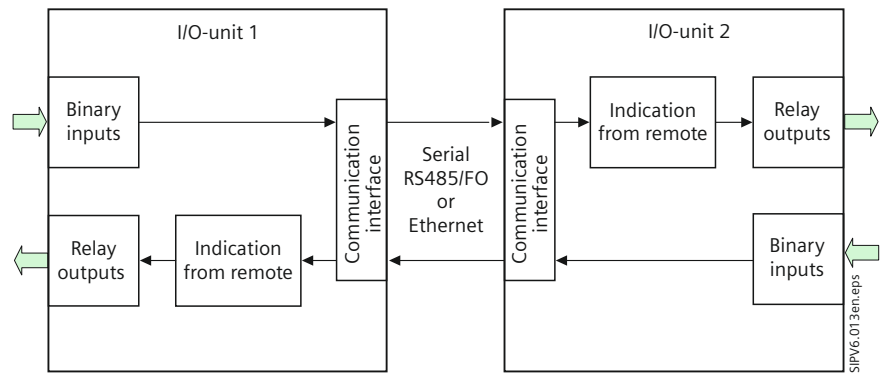 I/O-unit 1
I/O-unit 2
Binary
inputs
Communication
interface
Serial
RS485/FO
or
Ethernet
Communication
interface
Indication
from remote
Relay
outputs
Relay
outputs
Indication
from remote
Binary
inputs
SIPV6.013en.eps